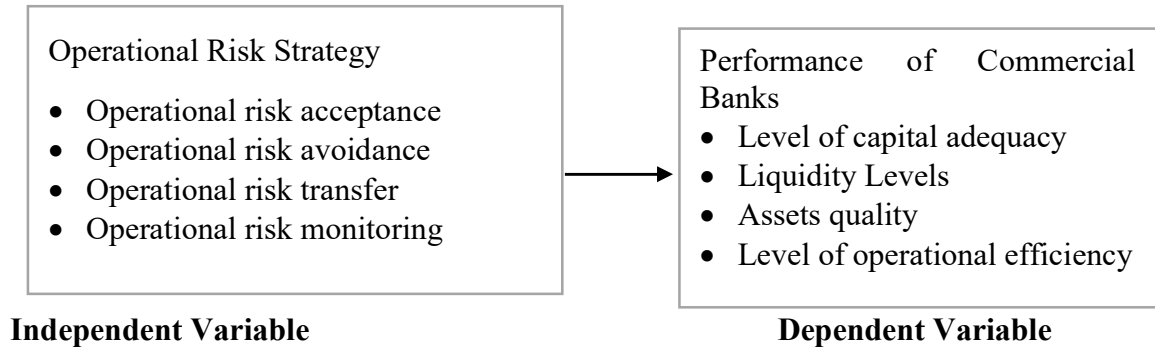 Operational Risk Strategy
• Operational risk acceptance
• Operational risk avoidance
• Operational risk transfer
• Operational risk monitoring
Performance of Commercial
Banks
• Level of capital adequacy
• Liquidity Levels
• Assets quality
• Level of operational efficiency
Independent Variable
Dependent Variable